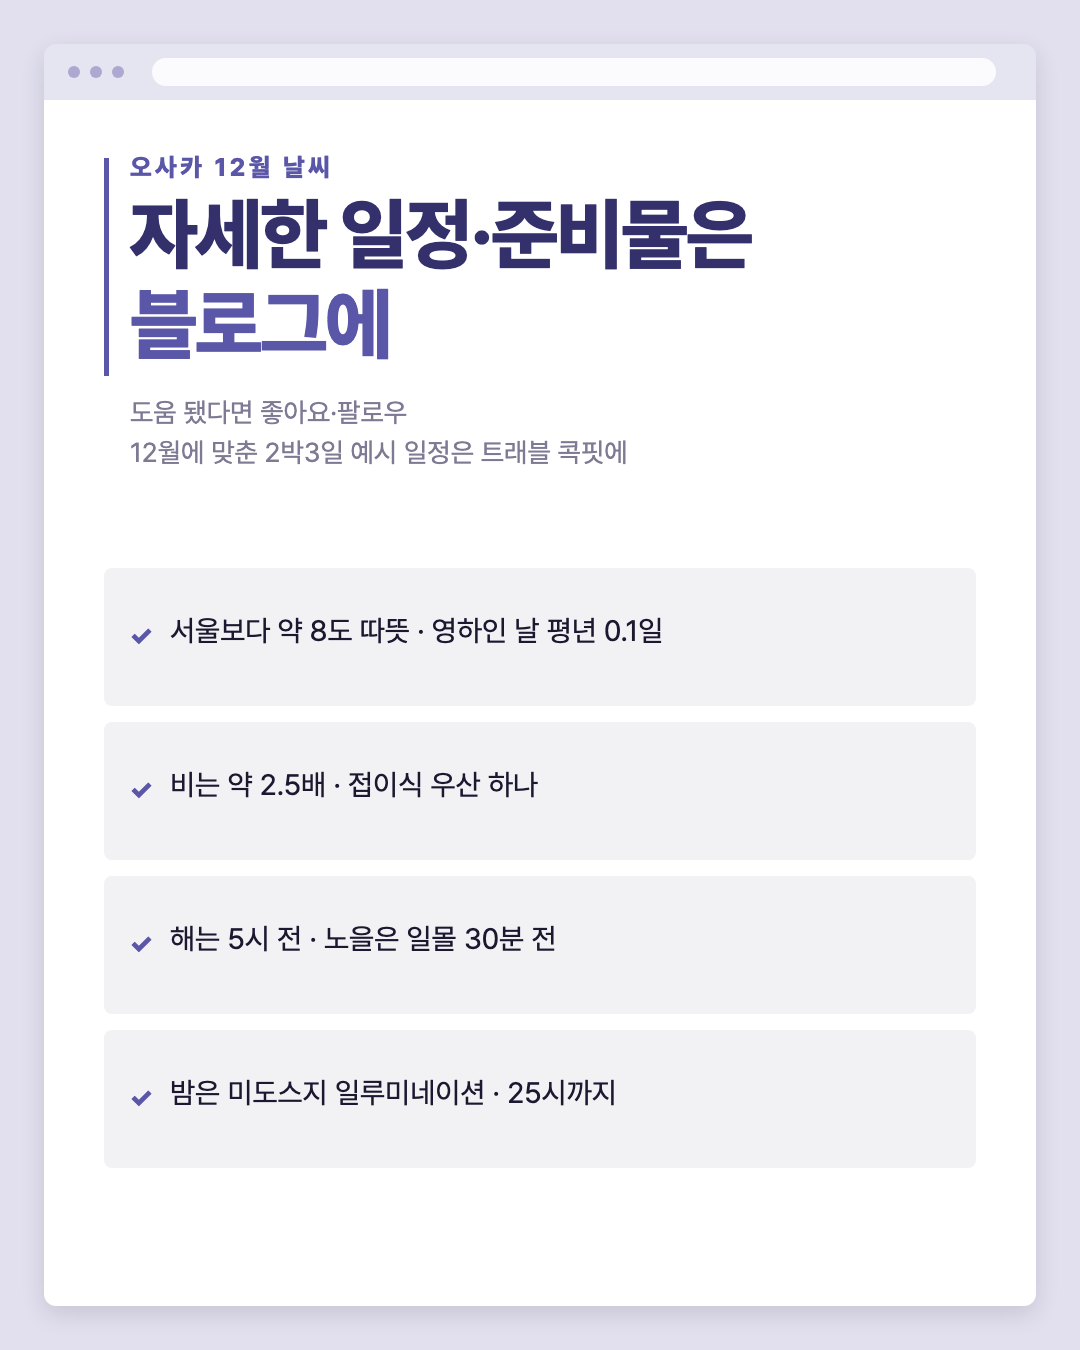 오사카 12월 날씨
자세한 일정·준비물은
블로그에
도움 됐다면 좋아요·팔로우
12월에 맞춘 2박3일 예시 일정은 트래블 콕핏에
서울보다 약 8도 따뜻 · 영하인 날 평년 0.1일
비는 약 2.5배 · 접이식 우산 하나
해는 5시 전 · 노을은 일몰 30분 전
밤은 미도스지 일루미네이션 · 25시까지